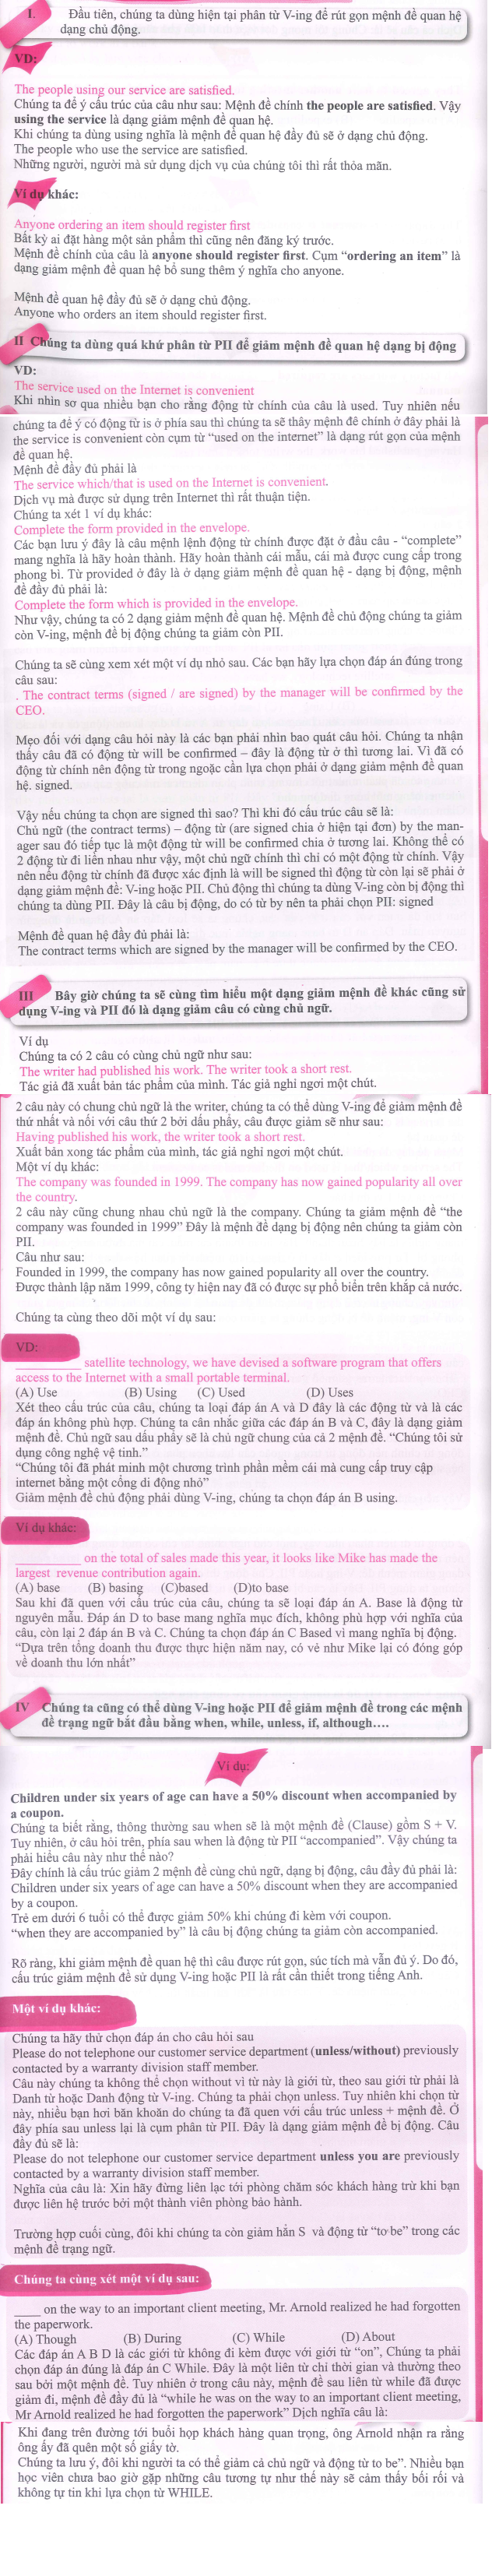 I. Đầu tiên, chúng ta dùng hiện tại phân từ V-ing để rút gọn mệnh đề quan hệ
dạng chủ động.
VD:
The people using our service are satisfied.
Chúng ta để ý cấu trúc của câu như sau: Mệnh đề chính the people are satisfied. Vậy
using the service là dạng giảm mệnh đề quan hệ.
Khi chúng ta dùng using nghĩa là mệnh đề quan hệ đầy đủ sẽ ở dạng chủ động.
The people who use the service are satisfied.
Những người, người mà sử dụng dịch vụ của chúng tôi thì rất thỏa mãn.
Ví dụ khác:
Anyone ordering an item should register first
Bất kỳ ai đặt hàng một sản phẩm thì cũng nên đăng ký trước.
Mệnh đề chính của câu là anyone should register first. Cụm “ordering an item” là
dạng giảm mệnh đề quan hệ bổ sung thêm ý nghĩa cho anyone.
Mệnh đề quan hệ đầy đủ sẽ ở dạng chủ động.
Anyone who orders an item should register first.
II Chúng ta dùng quá khứ phân từ PII để giảm mệnh đề quan hệ dạng bị động
VD:
The service used on the Internet is convenient
Khi nhìn sơ qua nhiều bạn cho rằng động từ chính của câu là used. Tuy nhiên nếu
chúng ta để ý có động từ is ở phía sau thì chúng ta sẽ thây mệnh đê chính ở đây phải là
the service is convenient còn cụm từ “used on the internet” là dạng rút gọn của mệnh
đề quan hệ.
Mệnh đề đầy đủ phải là
The service which/that is used on the Internet is convenient.
Dịch vụ mà được sử dụng trên Internet thì rất thuận tiện.
Chúng ta xét 1 ví dụ khác:
Complete the form provided in the envelope.
Các bạn lưu ý đây là câu mệnh lệnh động từ chính được đặt ở đầu câu - “complete”
mang nghĩa là hãy hoàn thành. Hãy hoàn thành cái mẫu, cái mà được cung cấp trong
phong bì. Từ provided ở đây là ở dạng giảm mệnh đề quan hệ - dạng bị động, mệnh
đề đầy đủ phải là:
Complete the form which is provided in the envelope.
Như vậy, chúng ta có 2 dạng giảm mệnh đề quan hệ. Mệnh đề chủ động chúng ta giảm
còn V-ing, mệnh đề bị động chúng ta giảm còn PII.
Chúng ta sẽ cùng xem xét một ví dụ nhỏ sau. Các bạn hãy lựa chọn đáp án đúng trong
câu sau:
. The contract terms (signed / are signed) by the manager will be confirmed by the
CEO.
Mẹo đối với dạng câu hỏi này là các bạn phải nhìn bao quát câu hỏi. Chúng ta nhận
thấy câu đã có động từ will be confirmed – đây là động từ ở thì tương lai. Vì đã có
động từ chính nên động từ trong ngoặc cần lựa chọn phải ở dạng giảm mệnh đề quan
hệ. signed.
Vậy nếu chúng ta chọn are signed thì sao? Thì khi đó cấu trúc câu sẽ là:
Chủ ngữ (the contract terms) – động từ (are signed chia ở hiện tại đơn) by the man-
ager sau đó tiếp tục là một động từ will be confirmed chia ở tương lai. Không thể có
2 động từ đi liền nhau như vậy, một chủ ngữ chính thì chỉ có một động từ chính. Vậy
nên nếu động từ chính đã được xác định là will be signed thì động từ còn lại sẽ phải ở
dạng giảm mệnh đề: V-ing hoặc PII. Chủ động thì chúng ta dùng V-ing còn bị động thì
chúng ta dùng PII. Đây là câu bị động, do có từ by nên ta phải chọn PII: signed
Mệnh đề quan hệ đầy đủ phải là:
The contract terms which are signed by the manager will be confirmed by the CEO.
III Bây giờ chúng ta sẽ cùng tìm hiểu một dạng giảm mệnh đề khác cũng sử
dụng V-ing và PII đó là dạng giảm câu có cùng chủ ngữ.
Ví dụ
Chúng ta có 2 câu có cùng chủ ngữ như sau:
The writer had published his work. The writer took a short rest.
Tác giả đã xuất bản tác phẩm của mình. Tác giả nghỉ ngơi một chút.
2 câu này có chung chủ ngữ là the writer, chúng ta có thể dùng V-ing để giảm mệnh đề
thứ nhất và nối với câu thứ 2 bởi dấu phẩy, câu được giảm sẽ như sau:
Having published his work, the writer took a short rest.
Xuất bản xong tác phẩm của mình, tác giả nghỉ ngơi một chút.
Một ví dụ khác:
The company was founded in 1999. The company has now gained popularity all over
the country.
2 câu này cũng chung nhau chủ ngữ là the company. Chúng ta giảm mệnh đề “the
company was founded in 1999” Đây là mệnh đề dạng bị động nên chúng ta giảm còn
PII.
Câu như sau:
Founded in 1999, the company has now gained popularity all over the country.
Được thành lập năm 1999, công ty hiện nay đã có được sự phổ biển trên khắp cả nước.
Chúng ta cùng theo dõi một ví dụ sau:
VD:
__________ satellite technology, we have devised a software program that offers
access to the Internet with a small portable terminal.
(A) Use (B) Using (C) Used (D) Uses
Xét theo cấu trúc của câu, chúng ta loại đáp án A và D đây là các động từ và là các
đáp án không phù hợp. Chúng ta cân nhắc giữa các đáp án B và C, đây là dạng giảm
mệnh đề. Chủ ngữ sau dấu phẩy sẽ là chủ ngữ chung của cả 2 mệnh đề. “Chúng tôi sử
dụng công nghệ vệ tinh.”
“Chúng tôi đã phát minh một chương trình phần mềm cái mà cung cấp truy cập
internet bằng một cổng di động nhỏ”
Giảm mệnh đề chủ động phải dùng V-ing, chúng ta chọn đáp án B using.
Ví dụ khác:
__________ on the total of sales made this year, it looks like Mike has made the
largest revenue contribution again.
(A) base (B) basing (C)based (D)to base
Sau khi đã quen với cấu trúc của câu, chúng ta sẽ loại đáp án A. Base là động từ
nguyên mẫu. Đáp án D to base mang nghĩa mục đích, không phù hợp với nghĩa của
câu, còn lại 2 đáp án B và C. Chúng ta chọn đáp án C Based vì mang nghĩa bị động.
“Dựa trên tổng doanh thu được thực hiện năm nay, có vẻ như Mike lại có đóng góp
về doanh thu lớn nhất”
IV Chúng ta cũng có thể dùng V-ing hoặc PII để giảm mệnh đề trong các mệnh
đề trạng ngữ bắt đầu bằng when, while, unless, if, although….
Ví dụ:
Children under six years of age can have a 50% discount when accompanied by
a coupon.
Chúng ta biết rằng, thông thường sau when sẽ là một mệnh đề (Clause) gồm S + V.
Tuy nhiên, ở câu hỏi trên, phía sau when là động từ PII “accompanied”. Vậy chúng ta
phải hiểu câu này như thế nào?
Đây chính là cấu trúc giảm 2 mệnh đề cùng chủ ngữ, dạng bị động, câu đầy đủ phải là:
Children under six years of age can have a 50% discount when they are accompanied
by a coupon.
Trẻ em dưới 6 tuổi có thể được giảm 50% khi chúng đi kèm với coupon.
“when they are accompanied by” là câu bị động chúng ta giảm còn accompanied.
Rõ ràng, khi giảm mệnh đề quan hệ thì câu được rút gọn, súc tích mà vẫn đủ ý. Do đó,
cấu trúc giảm mệnh đề sử dụng V-ing hoặc PII là rất cần thiết trong tiếng Anh.
Một ví dụ khác:
Chúng ta hãy thử chọn đáp án cho câu hỏi sau
Please do not telephone our customer service department (unless/without) previously
contacted by a warranty division staff member.
Câu này chúng ta không thể chọn without vì từ này là giới từ, theo sau giới từ phải là
Danh từ hoặc Danh động từ V-ing. Chúng ta phải chọn unless. Tuy nhiên khi chọn từ
này, nhiều bạn hơi băn khoăn do chúng ta đã quen với cấu trúc unless + mệnh đề. Ở
đây phía sau unless lại là cụm phân từ PII. Đây là dạng giảm mệnh đề bị động. Câu
đầy đủ sẽ là:
Please do not telephone our customer service department unless you are previously
contacted by a warranty division staff member.
Nghĩa của câu là: Xin hãy đừng liên lạc tới phòng chăm sóc khách hàng trừ khi bạn
được liên hệ trước bởi một thành viên phòng bảo hành.
Trường hợp cuối cùng, đôi khi chúng ta còn giảm hẳn S và động từ “to be” trong các
mệnh đề trạng ngữ.
Chúng ta cùng xét một ví dụ sau:
____ on the way to an important client meeting, Mr. Arnold realized he had forgotten
the paperwork.
(A) Though (B) During (C) While (D) About
Các đáp án A B D là các giới từ không đi kèm được với giới từ “on”, Chúng ta phải
chọn đáp án đúng là đáp án C While. Đây là một liên từ chỉ thời gian và thường theo
sau bởi một mệnh đề. Tuy nhiên ở trong câu này, mệnh đề sau liên từ while đã được
giảm đi, mệnh đề đầy đủ là “while he was on the way to an important client meeting,
Mr Arnold realized he had forgotten the paperwork” Dịch nghĩa câu là:
Khi đang trên đường tới buổi họp khách hàng quan trọng, ông Arnold nhận ra rằng
ông ấy đã quên một số giấy tờ.
Chúng ta lưu ý, đôi khi người ta có thể giảm cả chủ ngữ và động từ to be”. Nhiều bạn
học viên chưa bao giờ gặp những câu tương tự như thế này sẽ cảm thấy bối rối và
không tự tin khi lựa chọn từ WHILE.